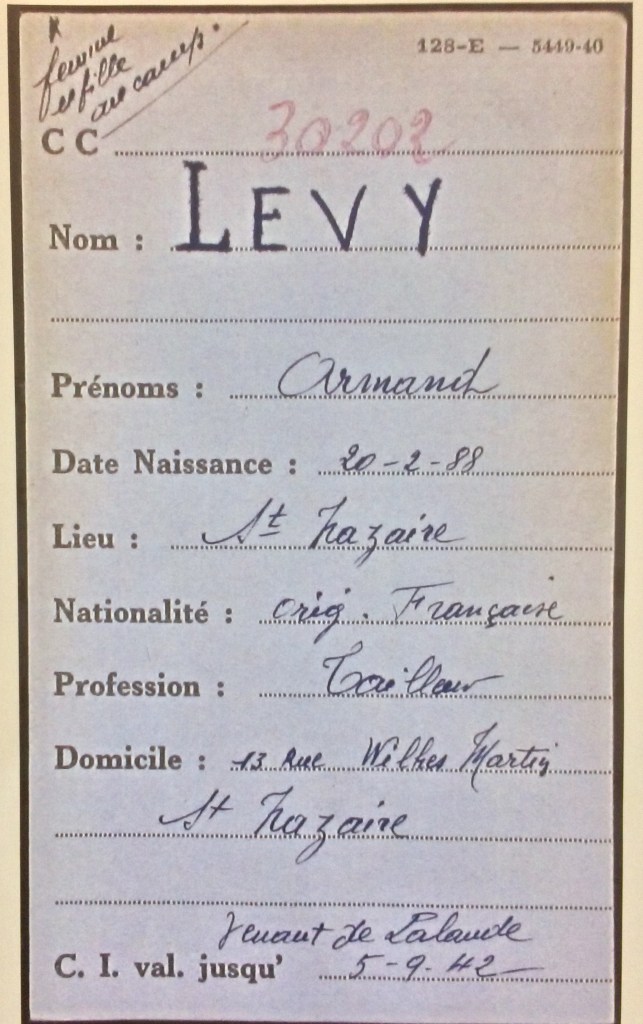 femme
et fille
au camp.
128-E — 5449-40
CC 30202
Nom : LEVY
Prénoms : Armand
Date Naissance : 20-2-88
Lieu : St Nazaire
Nationalité : orig. Française
Profession : Tailleur
Domicile : 13 Rue Wilkes Martin
St Nazaire
venant de Lalande
C. I. val. jusqu' 5-9-42